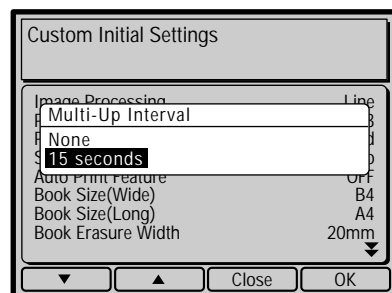 Custom Initial Settings
Image Processing Line
Multi-Up Interval
None
15 seconds
Auto Print Feature OFF
Book Size(Wide) B4
Book Size(Long) A4
Book Erasure Width 20mm
▼ ▲ Close OK